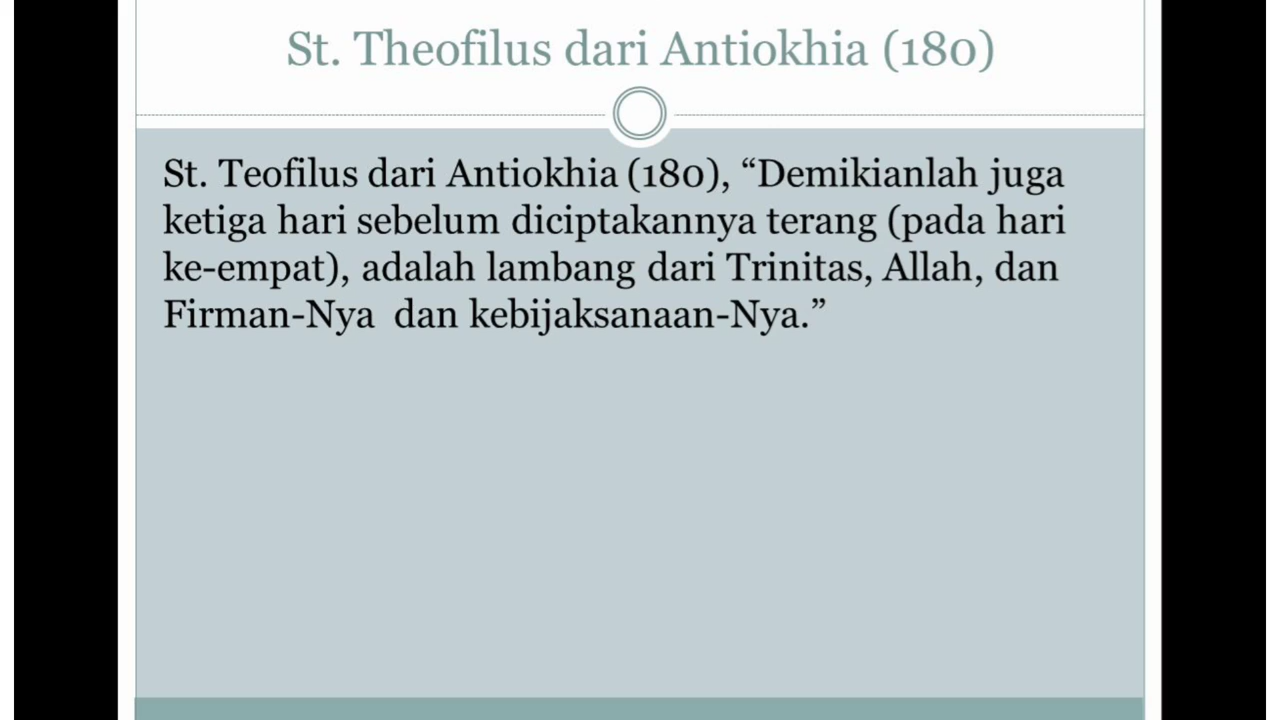 St. Theofilus dari Antiokhia (180)
St. Teofilus dari Antiokhia (180), “Demikianlah juga
ketiga hari sebelum diciptakannya terang (pada hari
ke-empat), adalah lambang dari Trinitas, Allah, dan
Firman-Nya  dan kebijaksanaan-Nya.”